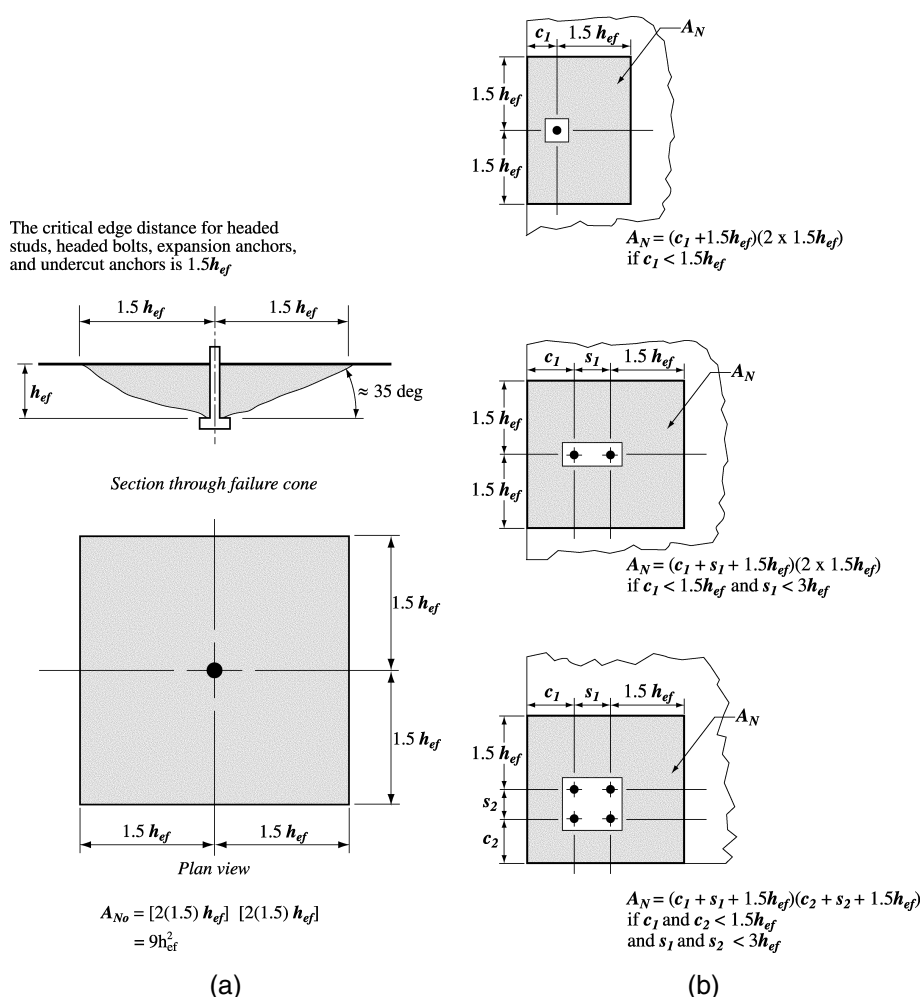 The critical edge distance for headed
studs, headed bolts, expansion anchors,
and undercut anchors is 1.5h_ef
1.5 h_ef 1.5 h_ef
h_ef
≈ 35 deg
Section through failure cone
1.5 h_ef
1.5 h_ef
1.5 h_ef 1.5 h_ef
Plan view
A_No = [2(1.5) h_ef] [2(1.5) h_ef]
= 9h²_ef
(a)
c_1 1.5 h_ef
A_N
1.5 h_ef
1.5 h_ef
A_N = (c_1 +1.5h_ef)(2 x 1.5h_ef)
if c_1 < 1.5h_ef
c_1 s_1 1.5 h_ef
A_N
1.5 h_ef
1.5 h_ef
A_N = (c_1 + s_1 + 1.5h_ef)(2 x 1.5h_ef)
if c_1 < 1.5h_ef and s_1 < 3h_ef
c_1 s_1 1.5 h_ef
A_N
1.5 h_ef
s_2
c_2
A_N = (c_1 + s_1 + 1.5h_ef)(c_2 + s_2 + 1.5h_ef)
if c_1 and c_2 < 1.5h_ef
and s_1 and s_2 < 3h_ef
(b)